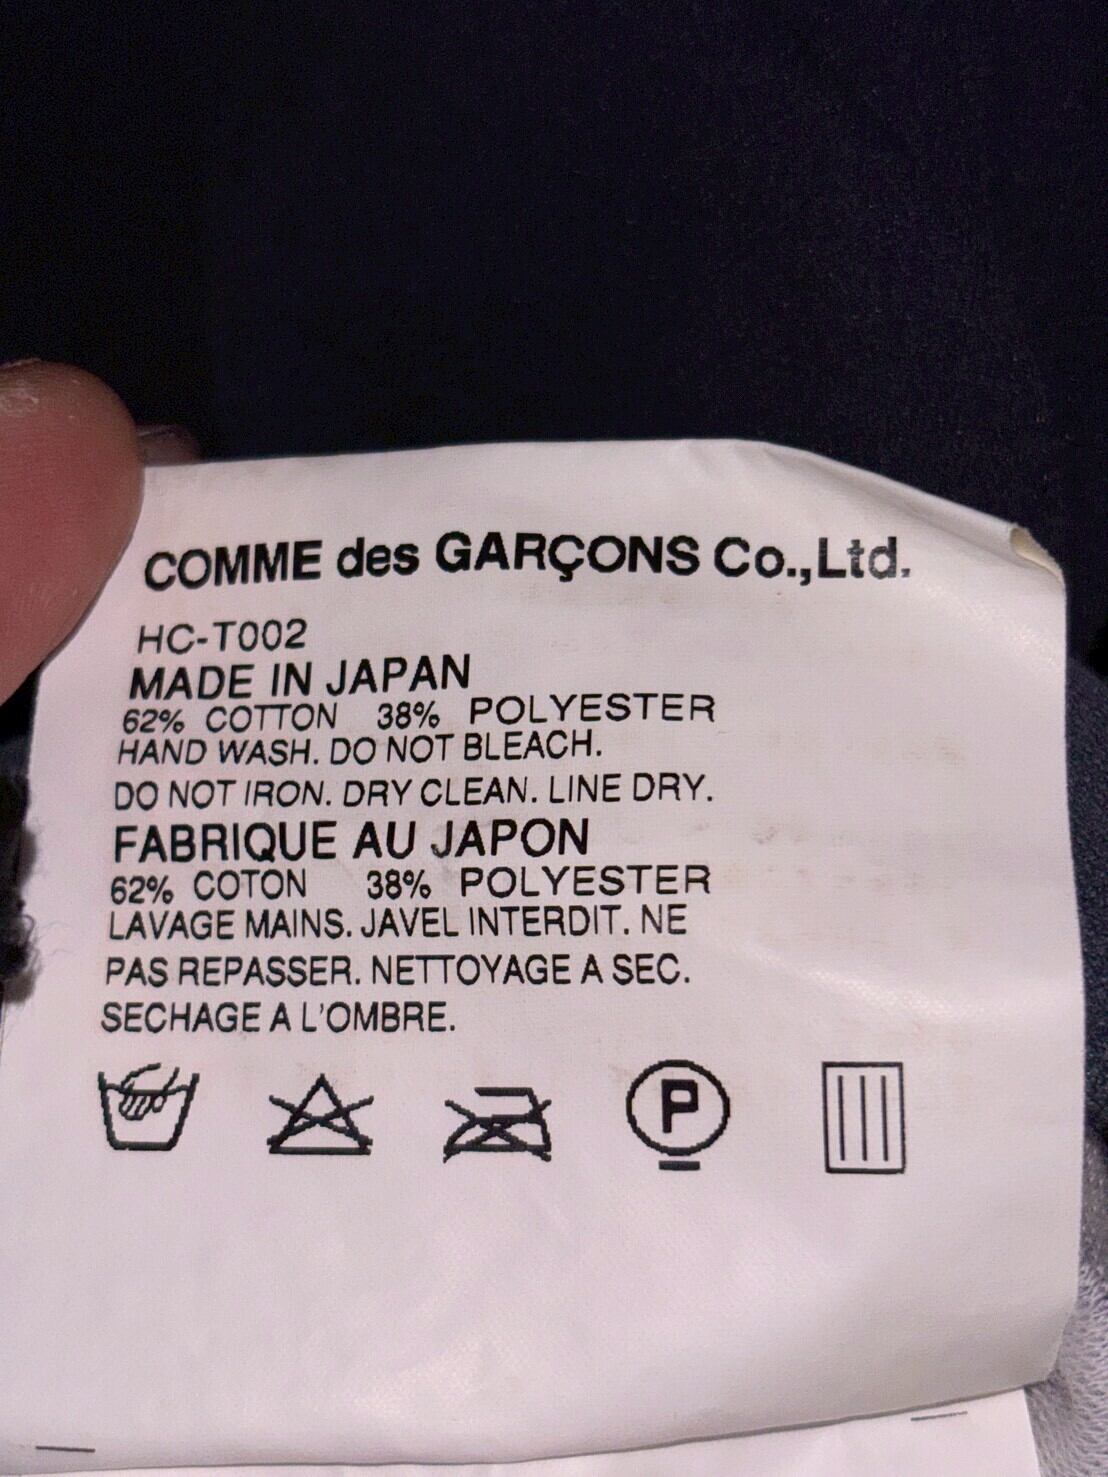 COMME des GARÇONS Co.,Ltd.
HC-T002
MADE IN JAPAN
62% COTTON 38% POLYESTER
HAND WASH. DO NOT BLEACH.
DO NOT IRON. DRY CLEAN. LINE DRY.
FABRIQUE AU JAPON
62% COTON 38% POLYESTER
LAVAGE MAINS. JAVEL INTERDIT. NE
PAS REPASSER. NETTOYAGE A SEC.
SECHAGE A L'OMBRE.
P